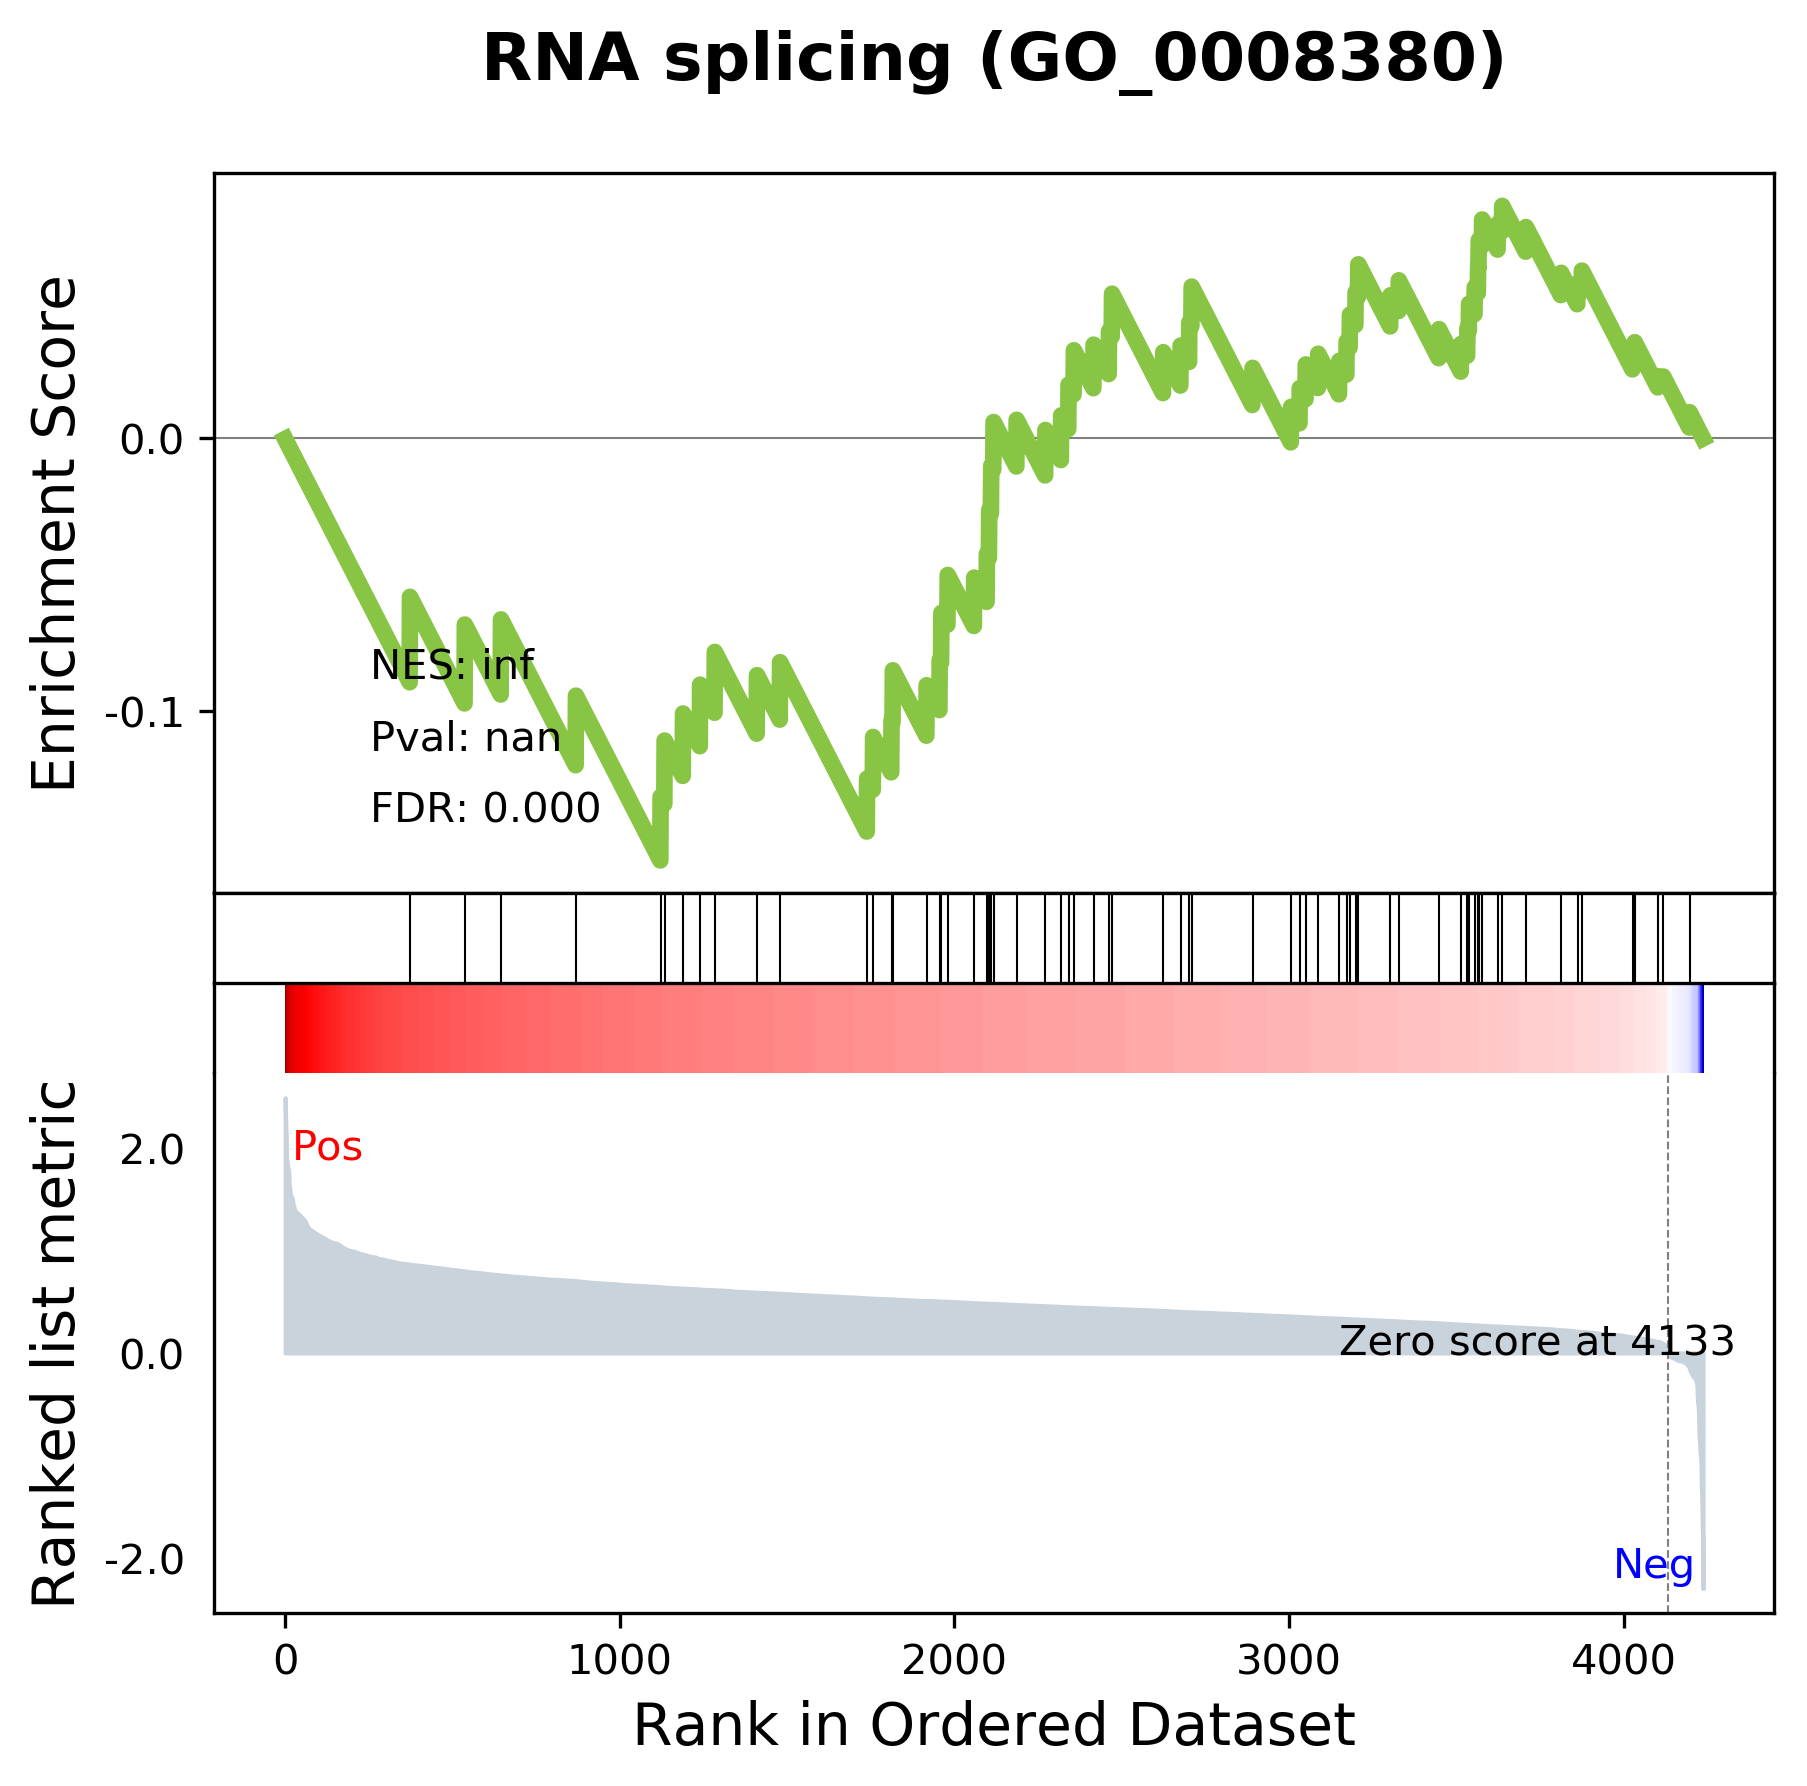 RNA splicing (GO_0008380)
Enrichment Score
0.0
-0.1
NES: inf
Pval: nan
FDR: 0.000
Ranked list metric
2.0
0.0
-2.0
Pos
Zero score at 4133
Neg
0 1000 2000 3000 4000
Rank in Ordered Dataset